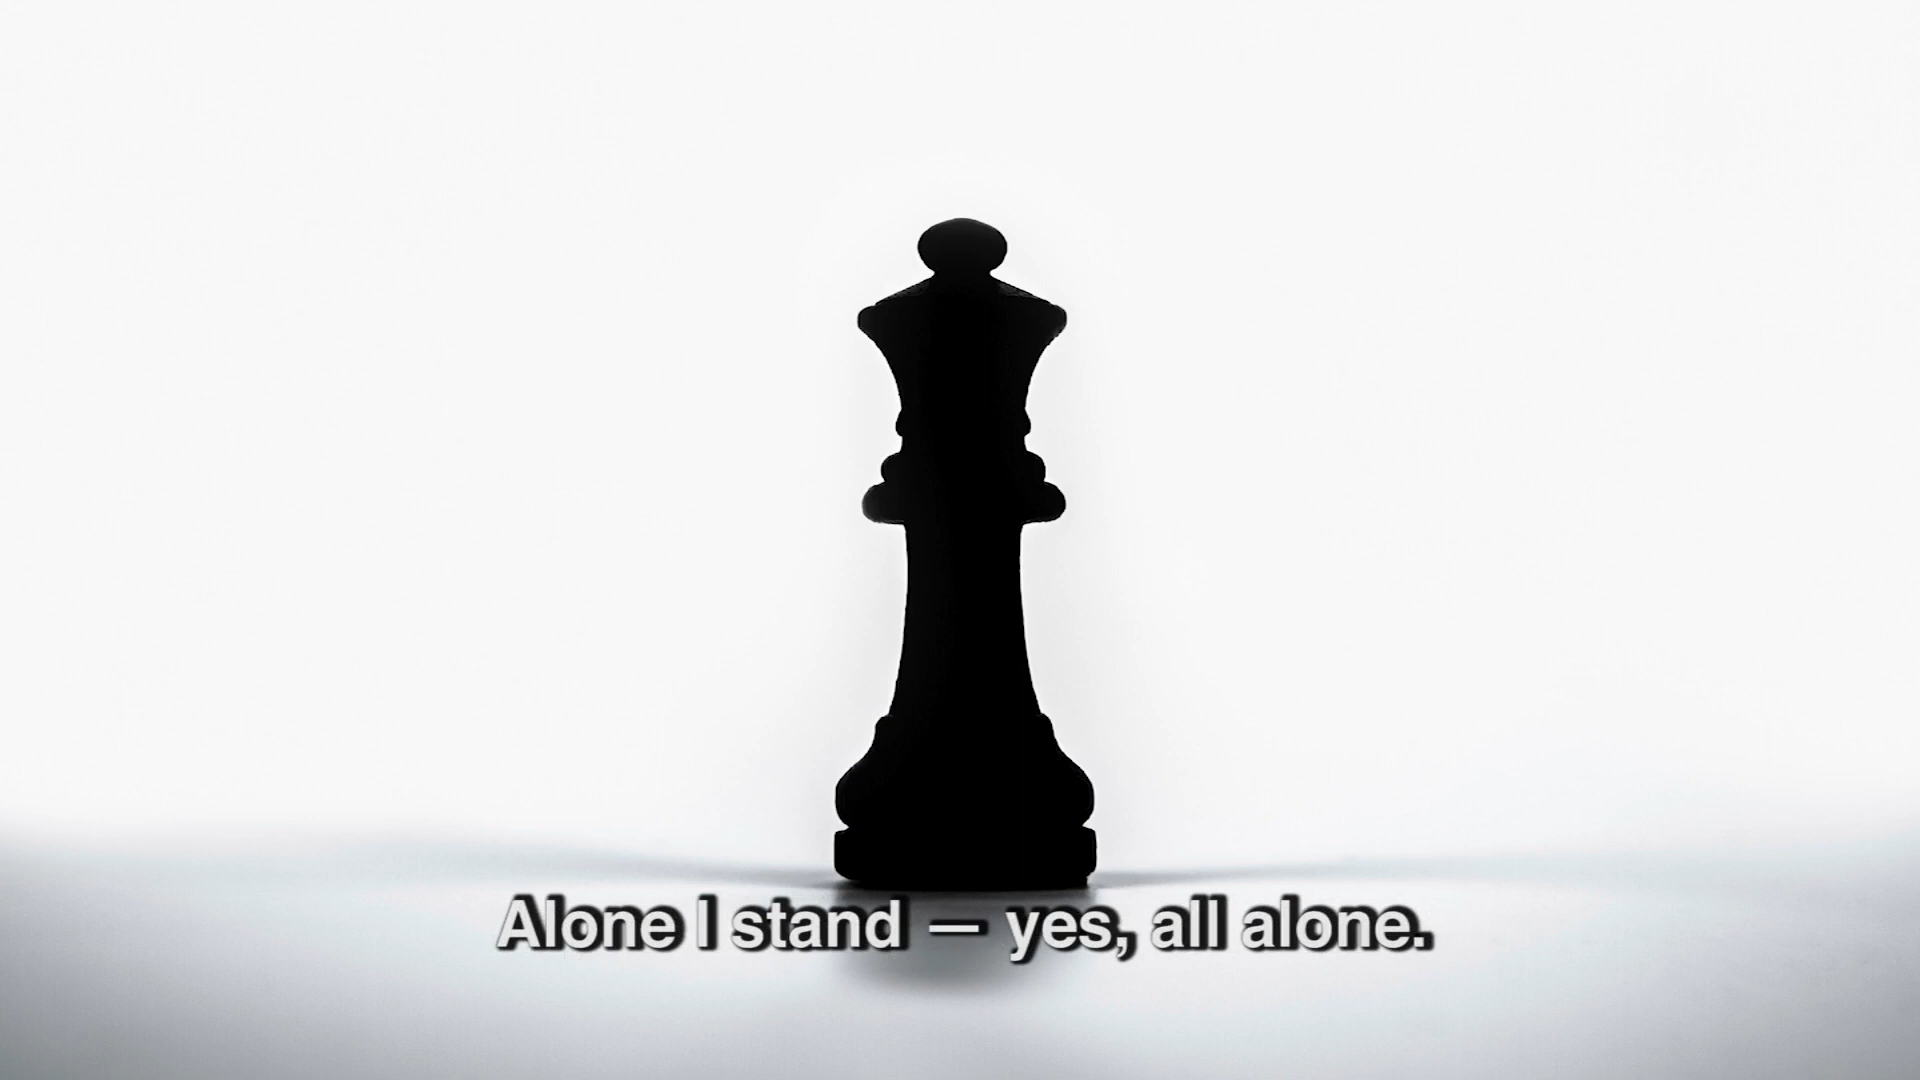 Alone I stand — yes, all alone.